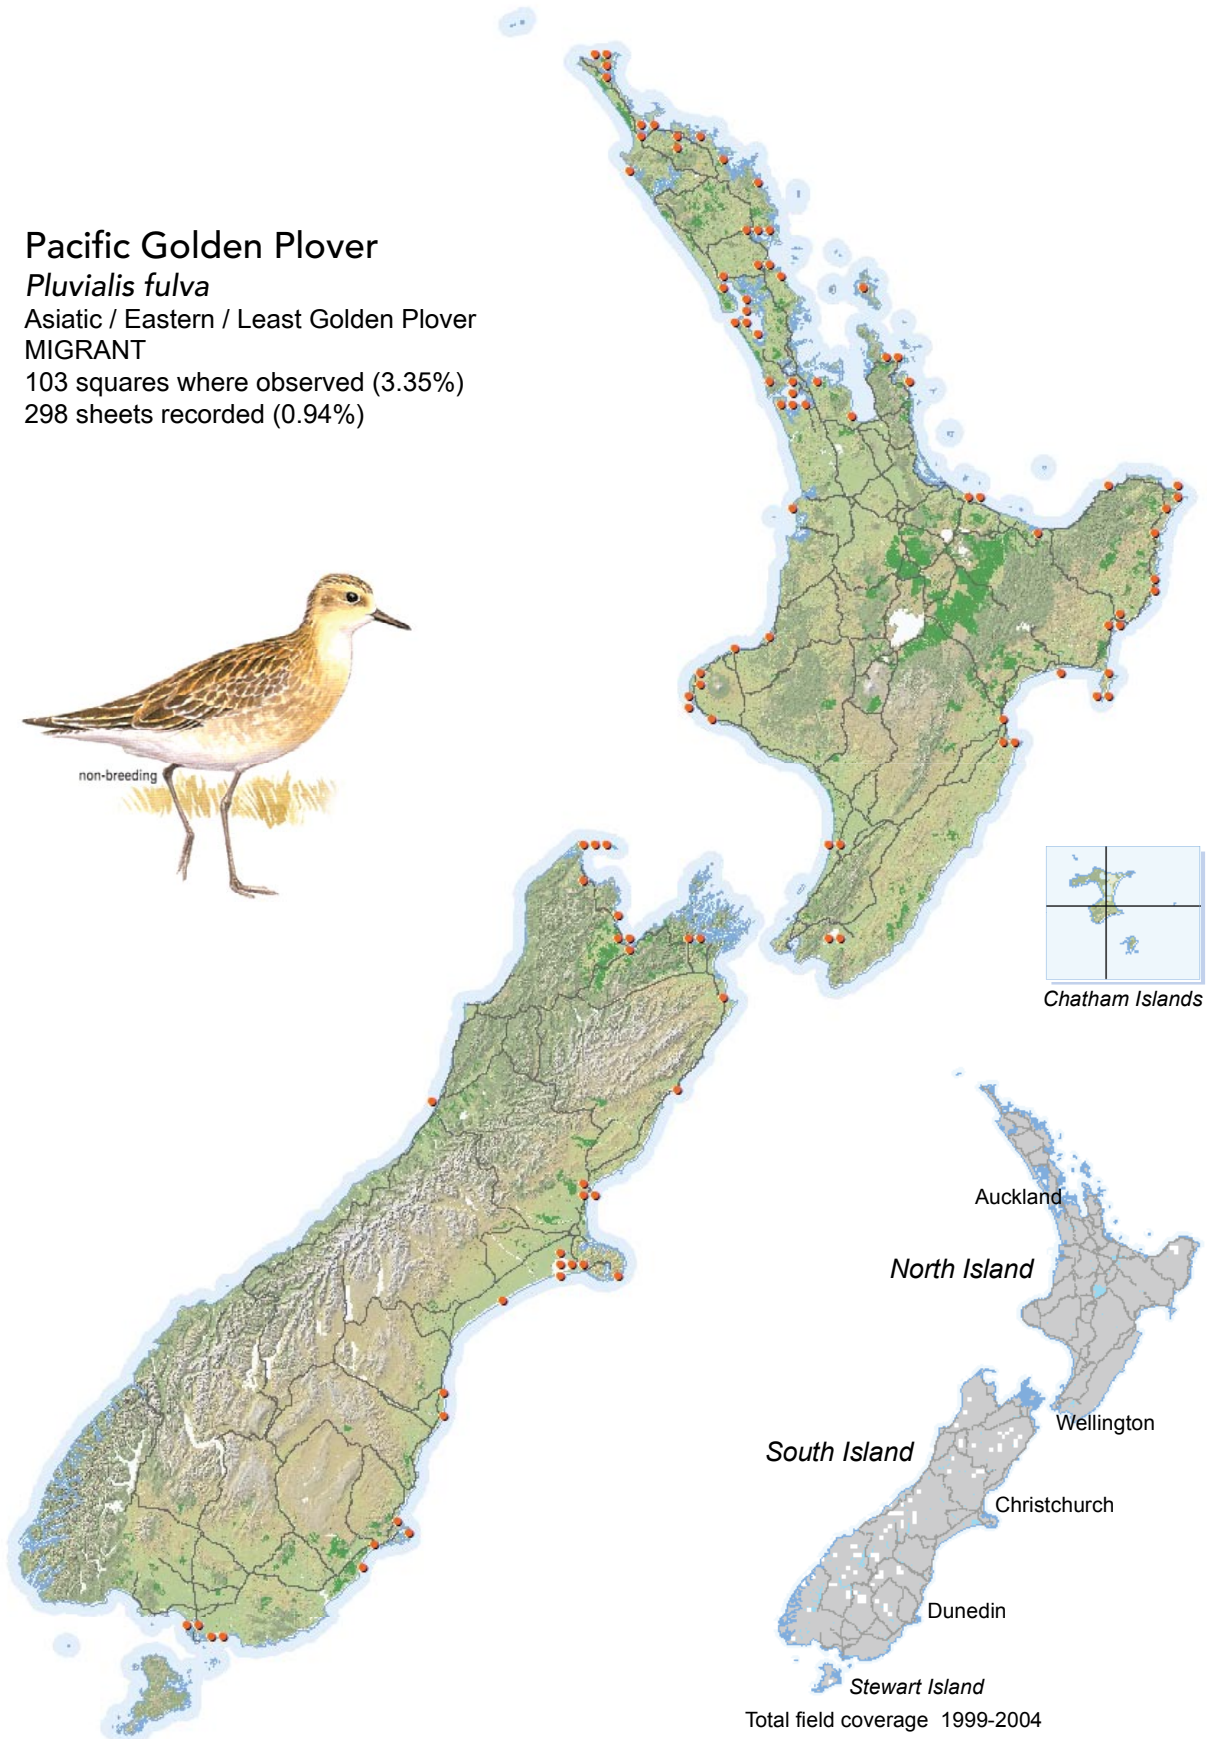 Pacific Golden Plover
Pluvialis fulva
Asiatic / Eastern / Least Golden Plover
MIGRANT
103 squares where observed (3.35%)
298 sheets recorded (0.94%)
non-breeding
Chatham Islands
Auckland
North Island
Wellington
South Island
Christchurch
Dunedin
Stewart Island
Total field coverage 1999-2004